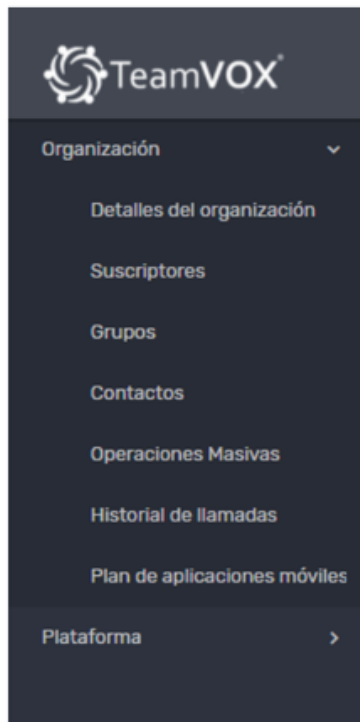 TeamVOX®
Organización
Detalles del organización
Suscriptores
Grupos
Contactos
Operaciones Masivas
Historial de llamadas
Plan de aplicaciones móviles
Plataforma